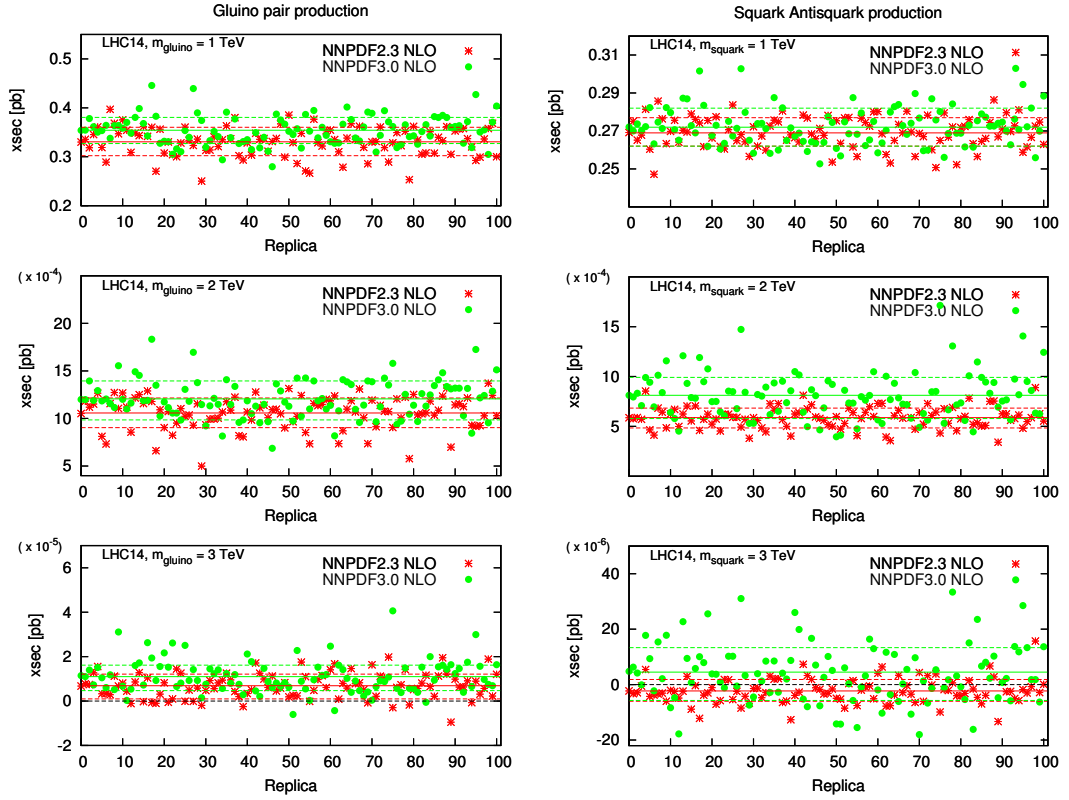 Gluino pair production
LHC14, m_gluino = 1 TeV
NNPDF2.3 NLO
NNPDF3.0 NLO
xsec [pb]
0.5
0.4
0.3
0.2
0 10 20 30 40 50 60 70 80 90 100
Replica
Squark Antisquark production
LHC14, m_squark = 1 TeV
NNPDF2.3 NLO
NNPDF3.0 NLO
xsec [pb]
0.31
0.29
0.27
0.25
0 10 20 30 40 50 60 70 80 90 100
Replica
( x 10⁻⁴)
LHC14, m_gluino = 2 TeV
NNPDF2.3 NLO
NNPDF3.0 NLO
xsec [pb]
20
15
10
5
0 10 20 30 40 50 60 70 80 90 100
Replica
( x 10⁻⁴)
LHC14, m_squark = 2 TeV
NNPDF2.3 NLO
NNPDF3.0 NLO
xsec [pb]
15
10
5
0 10 20 30 40 50 60 70 80 90 100
Replica
( x 10⁻⁵)
LHC14, m_gluino = 3 TeV
NNPDF2.3 NLO
NNPDF3.0 NLO
xsec [pb]
6
4
2
0
-2
0 10 20 30 40 50 60 70 80 90 100
Replica
( x 10⁻⁶)
LHC14, m_squark = 3 TeV
NNPDF2.3 NLO
NNPDF3.0 NLO
xsec [pb]
40
20
0
-20
0 10 20 30 40 50 60 70 80 90 100
Replica